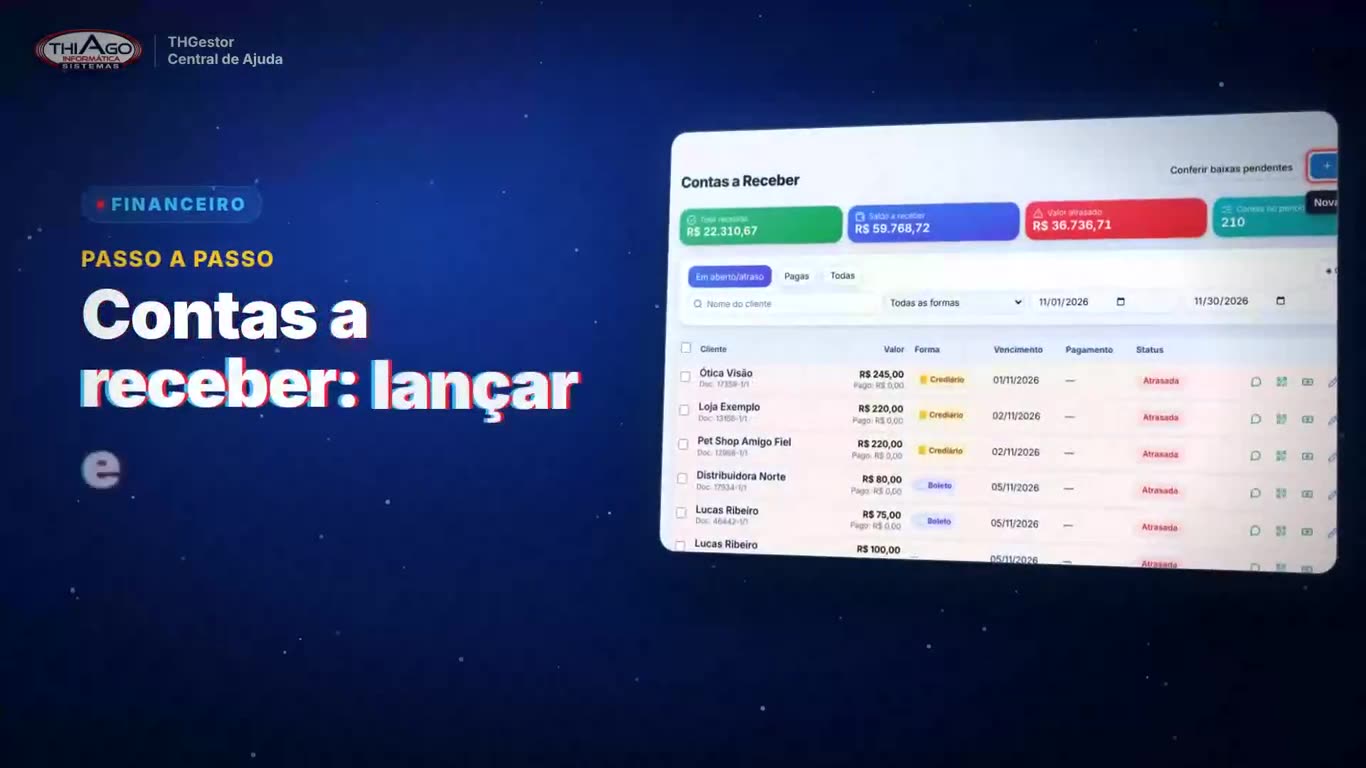 THIAGO
INFORMÁTICA
SISTEMAS
THGestor
Central de Ajuda
FINANCEIRO
PASSO A PASSO
Contas a
receber: lançar
e
Contas a Receber
Conferir baixas pendentes
+
Nova
Total recebido
R$ 22.310,67
Saldo a receber
R$ 59.768,72
Valor atrasado
R$ 36.736,71
Contas no período
210
Em aberto/atraso Pagas Todas
Nome do cliente Todas as formas 11/01/2026 11/30/2026
Cliente Valor Forma Vencimento Pagamento Status
Ótica Visão R$ 245,00 Crediário 01/11/2026 — Atrasada
Doc: 17359-1/1 Pago: R$ 0,00
Loja Exemplo R$ 220,00 Crediário 02/11/2026 — Atrasada
Doc: 13156-1/1 Pago: R$ 0,00
Pet Shop Amigo Fiel R$ 220,00 Crediário 02/11/2026 — Atrasada
Pago: R$ 0,00
Distribuidora Norte R$ 80,00 Boleto 05/11/2026 — Atrasada
Doc: 17934-1/1 Pago: R$ 0,00
Lucas Ribeiro R$ 75,00 Boleto 05/11/2026 — Atrasada
Doc: 46442-1/1 Pago: R$ 0,00
Lucas Ribeiro R$ 100,00 — 05/11/2026 Atrasada